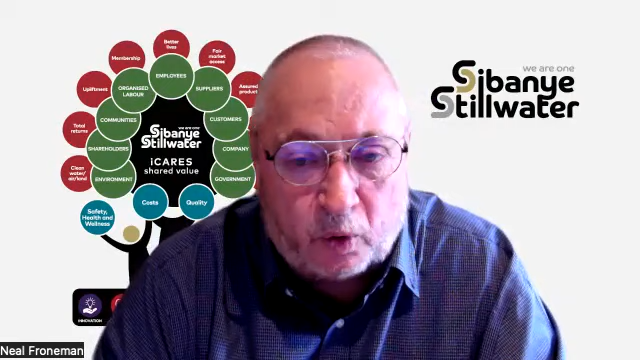 Better
lives
Membership
Fair
market
access
EMPLOYEES
Upliftment
ORGANISED
LABOUR
SUPPLIERS
Assured
product
Total
returns
COMMUNITIES
CUSTOMERS
we are one
Sibanye
Stillwater
iCARES
shared value
SHAREHOLDERS
COMPANY
Clean
water/
air/land
ENVIRONMENT
GOVERNMENT
Safety,
Health and
Wellness
Costs
Quality
INNOVATION
we are one
Sibanye
Stillwater
Neal Froneman